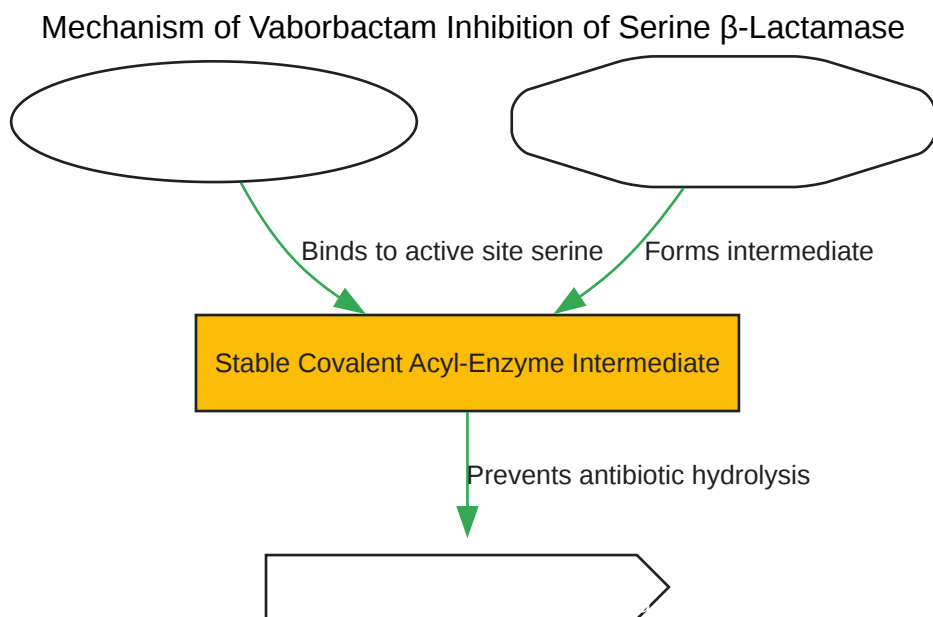 Mechanism of Vaborbactam Inhibition of Serine β-Lactamase
Binds to active site serine
Forms intermediate
Stable Covalent Acyl-Enzyme Intermediate
Prevents antibiotic hydrolysis